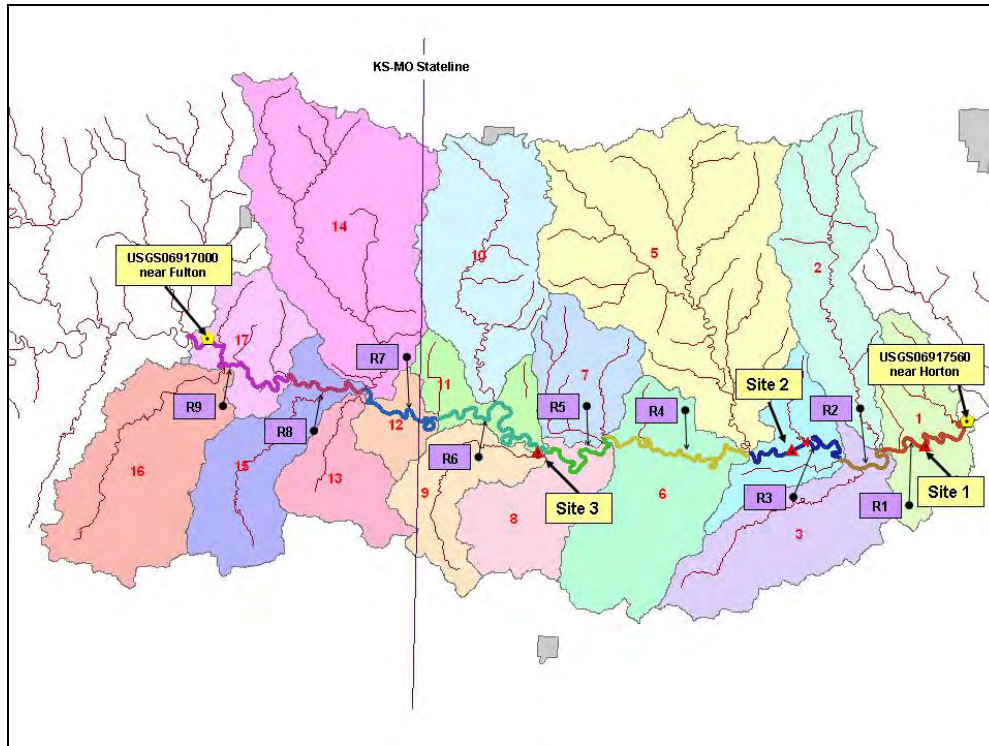 KS-MO Stateline
14
10
5
2
USGS06917000
near Fulton
17
R7
11
7
USGS06917560
near Horton
R5
R4
Site 2
R2
1
R9
R8
12
R6
16
15
13
9
8
Site 3
6
R3
3
R1
Site 1